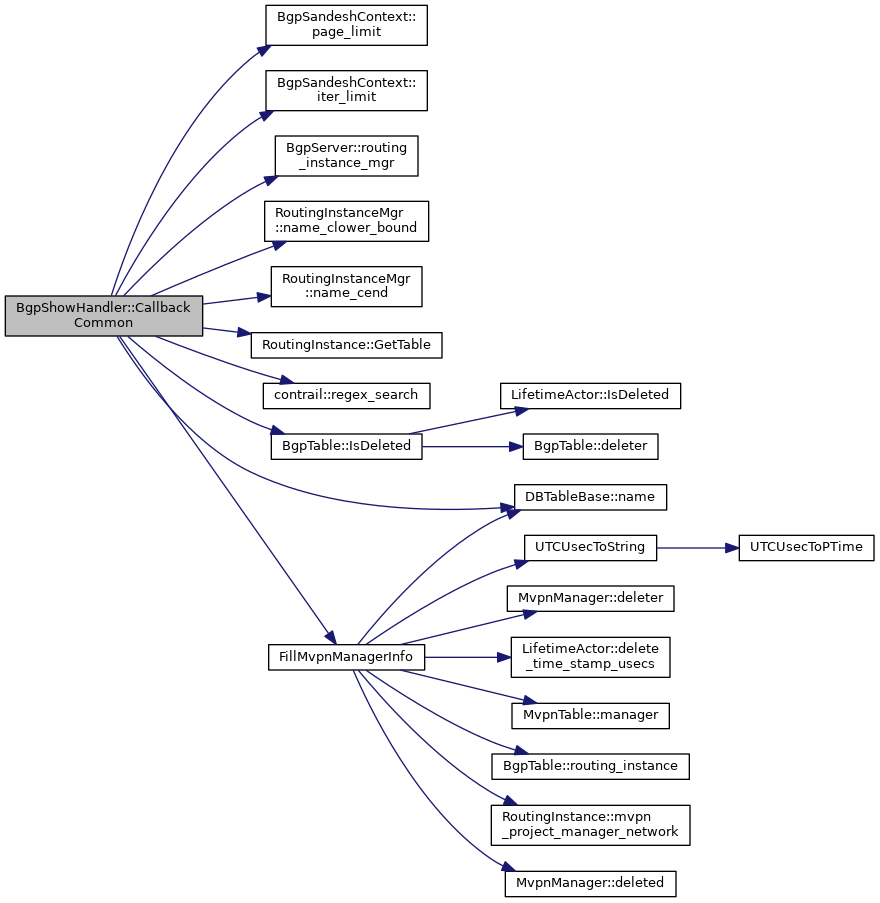 BgpSandeshContext::
page_limit
BgpSandeshContext::
iter_limit
BgpServer::routing
_instance_mgr
RoutingInstanceMgr
::name_clower_bound
RoutingInstanceMgr
::name_cend
BgpShowHandler::Callback
Common
RoutingInstance::GetTable
contrail::regex_search
BgpTable::IsDeleted
LifetimeActor::IsDeleted
BgpTable::deleter
DBTableBase::name
UTCUsecToString
UTCUsecToPTime
MvpnManager::deleter
FillMvpnManagerInfo
LifetimeActor::delete
_time_stamp_usecs
MvpnTable::manager
BgpTable::routing_instance
RoutingInstance::mvpn
_project_manager_network
MvpnManager::deleted